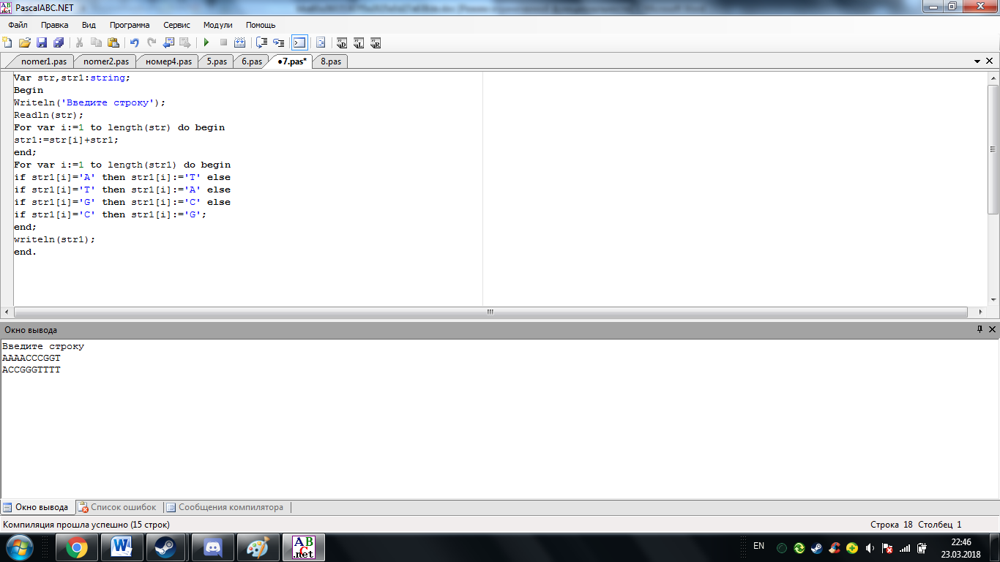 PascalABC.NET
Файл Правка Вид Программа Сервис Модули Помощь
nomer1.pas nomer2.pas номер4.pas 5.pas 6.pas ●7.pas* 8.pas
Var str,str1:string;
Begin
Writeln('Введите строку');
Readln(str);
For var i:=1 to length(str) do begin
str1:=str[i]+str1;
end;
For var i:=1 to length(str1) do begin
if str1[i]='A' then str1[i]:='T' else
if str1[i]='T' then str1[i]:='A' else
if str1[i]='G' then str1[i]:='C' else
if str1[i]='C' then str1[i]:='G';
end;
writeln(str1);
end.
Окно вывода
Введите строку
AAAACCCGGT
ACCGGGTTTT
Окно вывода Список ошибок Сообщения компилятора
Компиляция прошла успешно (15 строк) Строка 18 Столбец 1
EN 22:46
23.03.2018